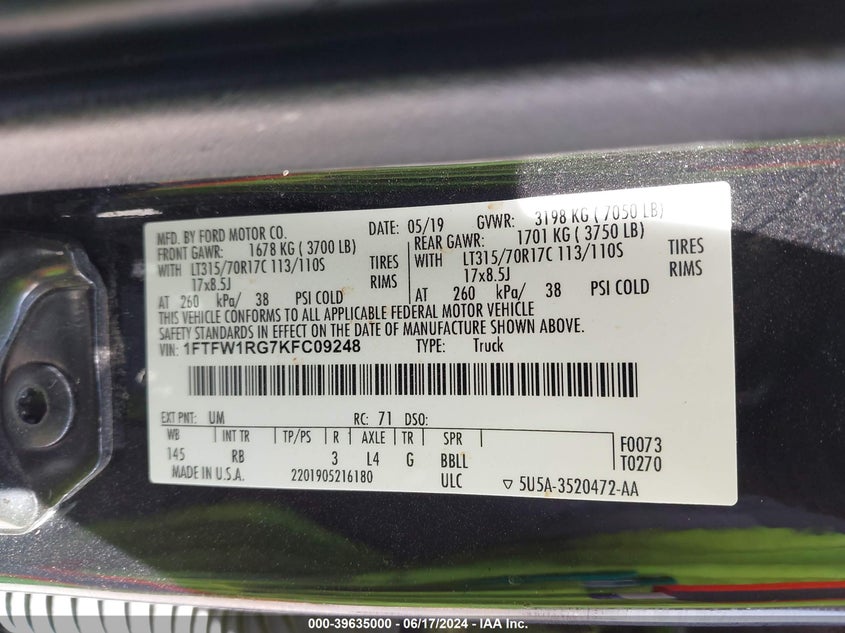 MFD. BY FORD MOTOR CO. DATE: 05/19 GVWR: 3198 KG ( 7050 LB)
FRONT GAWR: 1678 KG ( 3700 LB) REAR GAWR: 1701 KG ( 3750 LB)
WITH LT315/70R17C 113/110S TIRES WITH LT315/70R17C 113/110S TIRES
17x8.5J RIMS 17x8.5J RIMS
AT 260 kPa/ 38 PSI COLD AT 260 kPa/ 38 PSI COLD
THIS VEHICLE CONFORMS TO ALL APPLICABLE FEDERAL MOTOR VEHICLE
SAFETY STANDARDS IN EFFECT ON THE DATE OF MANUFACTURE SHOWN ABOVE.
VIN: 1FTFW1RG7KFC09248 TYPE: Truck
EXT PNT: UM RC: 71 DSO:
WB INT TR TP/PS R AXLE TR SPR F0073
145 RB 3 L4 G BBLL T0270
MADE IN U.S.A. 2201905216180 ULC ▽ 5U5A-3520472-AA
000-39635000 - 06/17/2024 - IAA Inc.